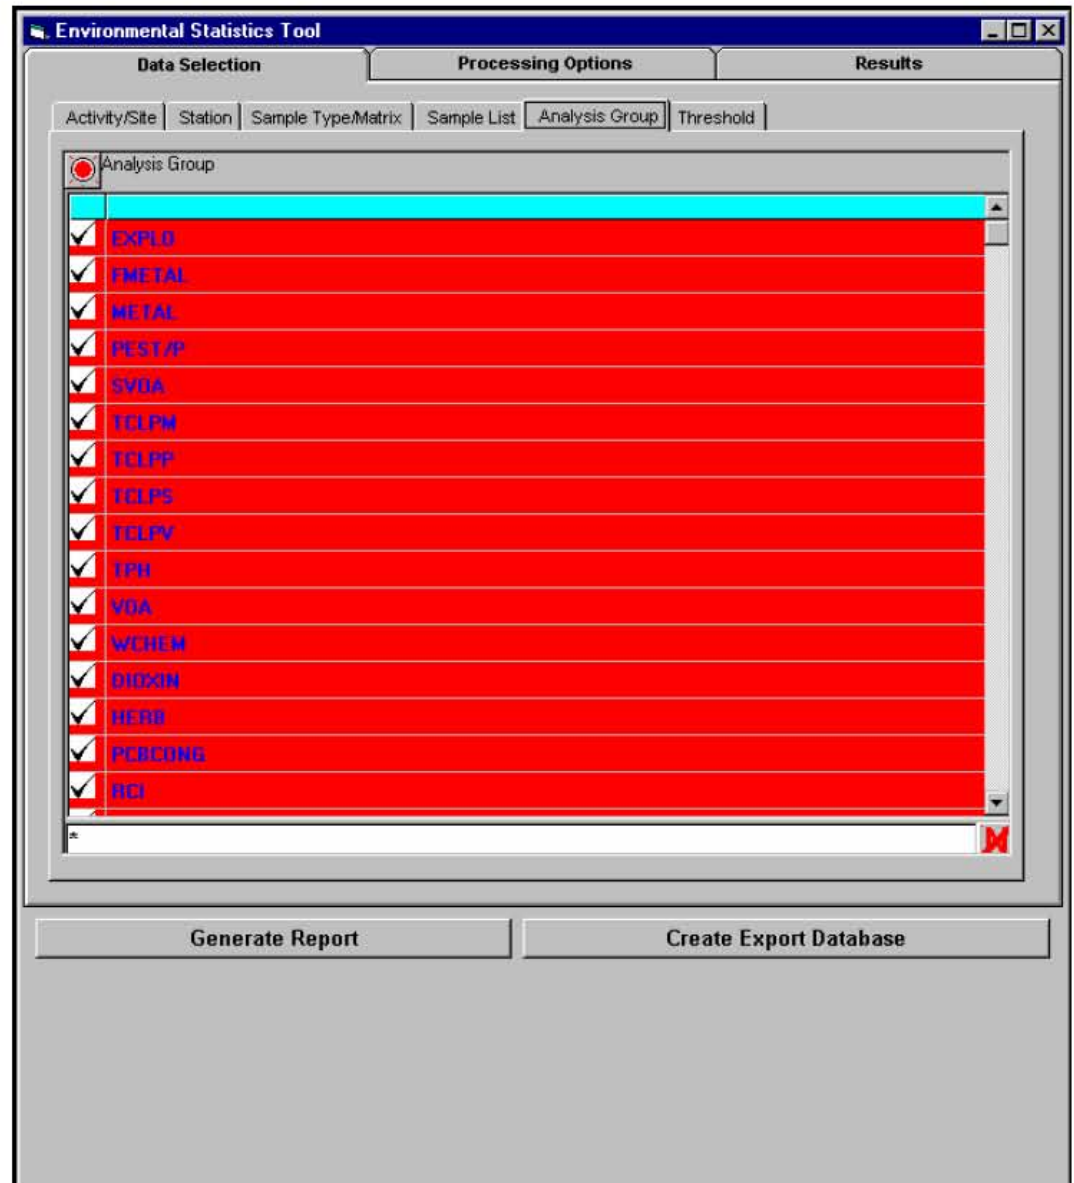 Environmental Statistics Tool
Data Selection Processing Options Results
Activity/Site Station Sample Type/Matrix Sample List Analysis Group Threshold
Analysis Group
EXPLO
FMETAL
METAL
PEST/P
SVOA
TCLPM
TCLPP
TCLPS
TCLPV
TPH
VOA
WCHEM
DIOXIN
HERB
PCBCONG
RCI
*
Generate Report Create Export Database